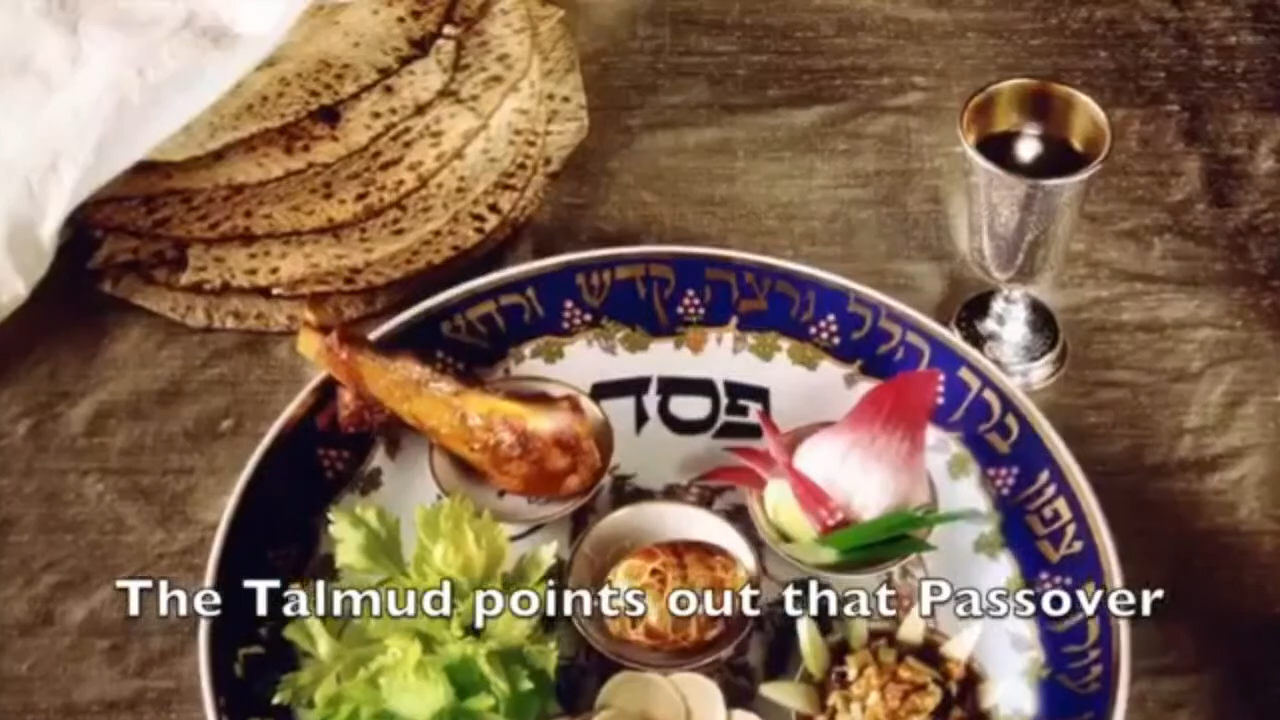 צפון
ברך
הלל
נרצה
קדש
ורחץ
פסח
The Talmud points out that Passover